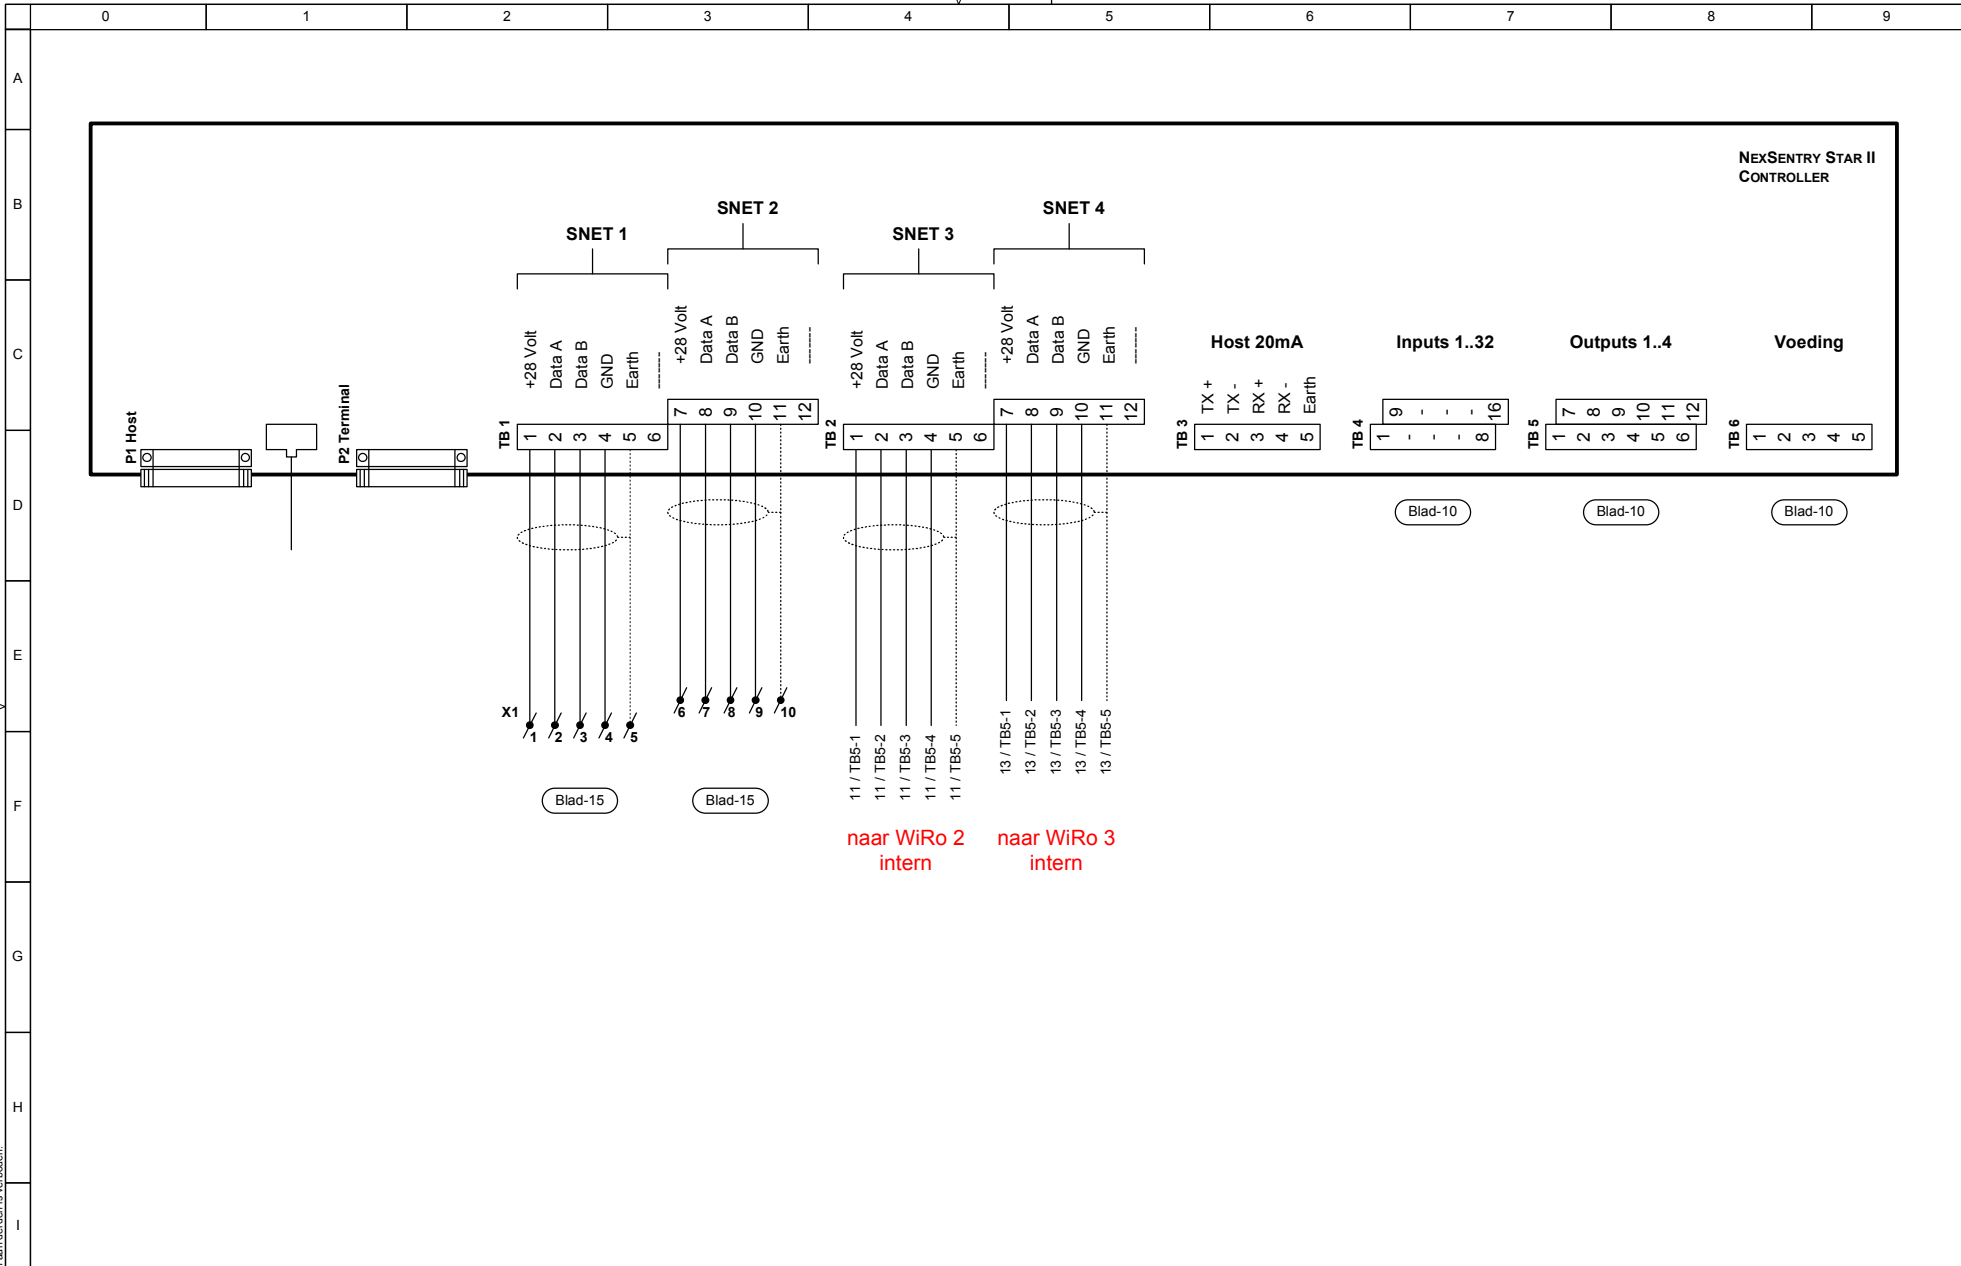 0 1 2 3 4 5 6 7 8 9
A
B
C
D
E
F
G
H
I
NEXSENTRY STAR II
CONTROLLER
SNET 1
SNET 2
SNET 3
SNET 4
+28 Volt
Data A
Data B
GND
Earth
+28 Volt
Data A
Data B
GND
Earth
+28 Volt
Data A
Data B
GND
Earth
+28 Volt
Data A
Data B
GND
Earth
Host 20mA
TX +
TX -
RX +
RX -
Earth
Inputs 1..32
Outputs 1..4
Voeding
P1 Host
P2 Terminal
TB 1
7 8 9 10 11 12
1 2 3 4 5 6
TB 2
7 8 9 10 11 12
1 2 3 4 5 6
TB 3
1 2 3 4 5
TB 4
9 - - - 16
1 - - - 8
TB 5
7 8 9 10 11 12
1 2 3 4 5 6
TB 6
1 2 3 4 5
Blad-10
Blad-10
Blad-10
X1
1 2 3 4 5
6 7 8 9 10
Blad-15
Blad-15
11 / TB5-1
11 / TB5-2
11 / TB5-3
11 / TB5-4
11 / TB5-5
13 / TB5-1
13 / TB5-2
13 / TB5-3
13 / TB5-4
13 / TB5-5
naar WiRo 2
intern
naar WiRo 3
intern